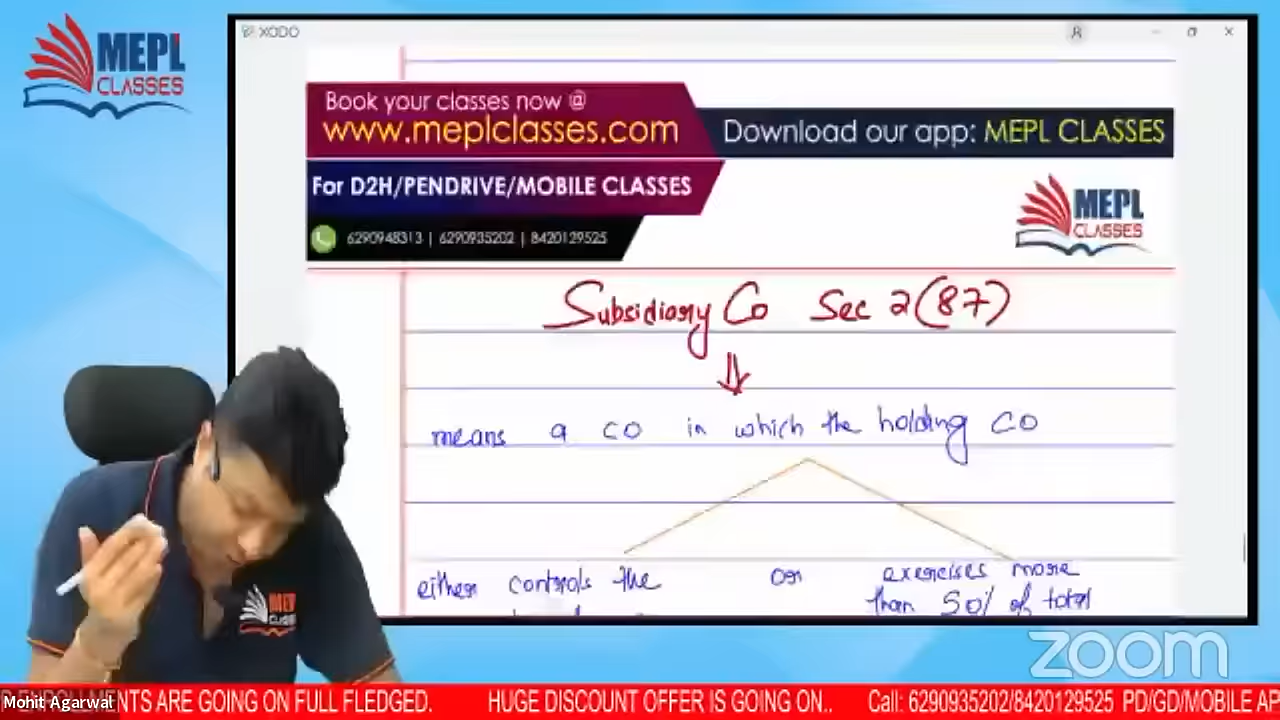 MEPL
CLASSES
XODO
Book your classes now @
www.meplclasses.com
Download our app: MEPL CLASSES
For D2H/PENDRIVE/MOBILE CLASSES
6290948313 | 6290935202 | 8420129525
MEPL
CLASSES
Subsidiary Co Sec 2(87)
means a co in which the holding co
either controls the or exercises more
than 50% of total
MEPL
CLASSES
zoom
Mohit Agarwal
ENROLLMENTS ARE GOING ON FULL FLEDGED. HUGE DISCOUNT OFFER IS GOING ON.. Call: 6290935202/8420129525 PD/GD/MOBILE AP